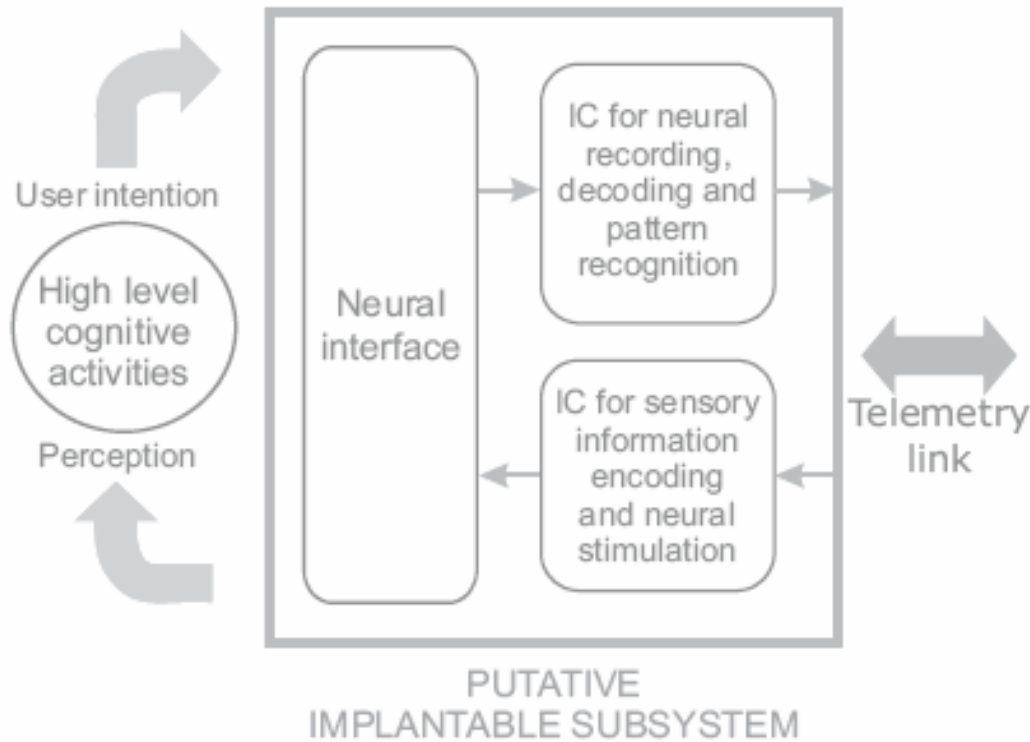 User intention
High level
cognitive
activities
Perception
Neural
interface
IC for neural
recording,
decoding and
pattern
recognition
IC for sensory
information
encoding
and neural
stimulation
Telemetry
link
PUTATIVE
IMPLANTABLE SUBSYSTEM